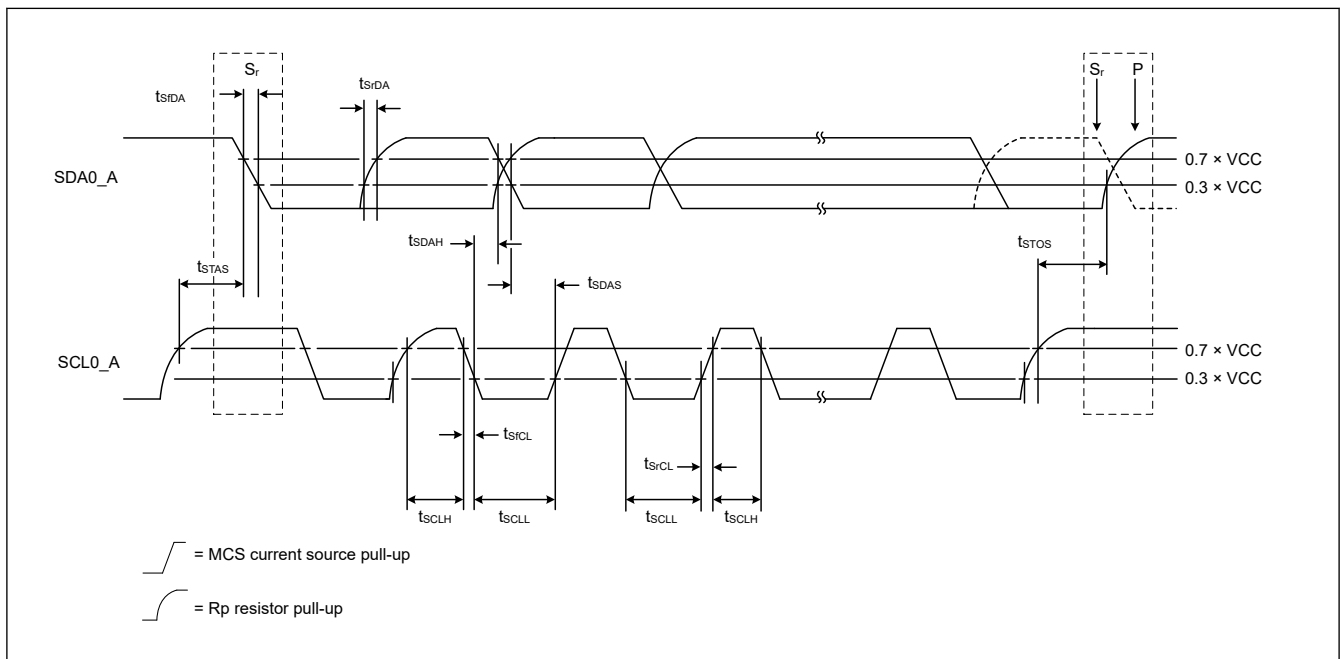 Sr
Sr P
tSfDA
tSrDA
0.7 × VCC
SDA0_A
0.3 × VCC
tSDAH
tSTOS
tSTAS
tSDAS
SCL0_A
0.7 × VCC
0.3 × VCC
tSfCL
tSrCL
tSCLH tSCLL tSCLL tSCLH
= MCS current source pull-up
= Rp resistor pull-up